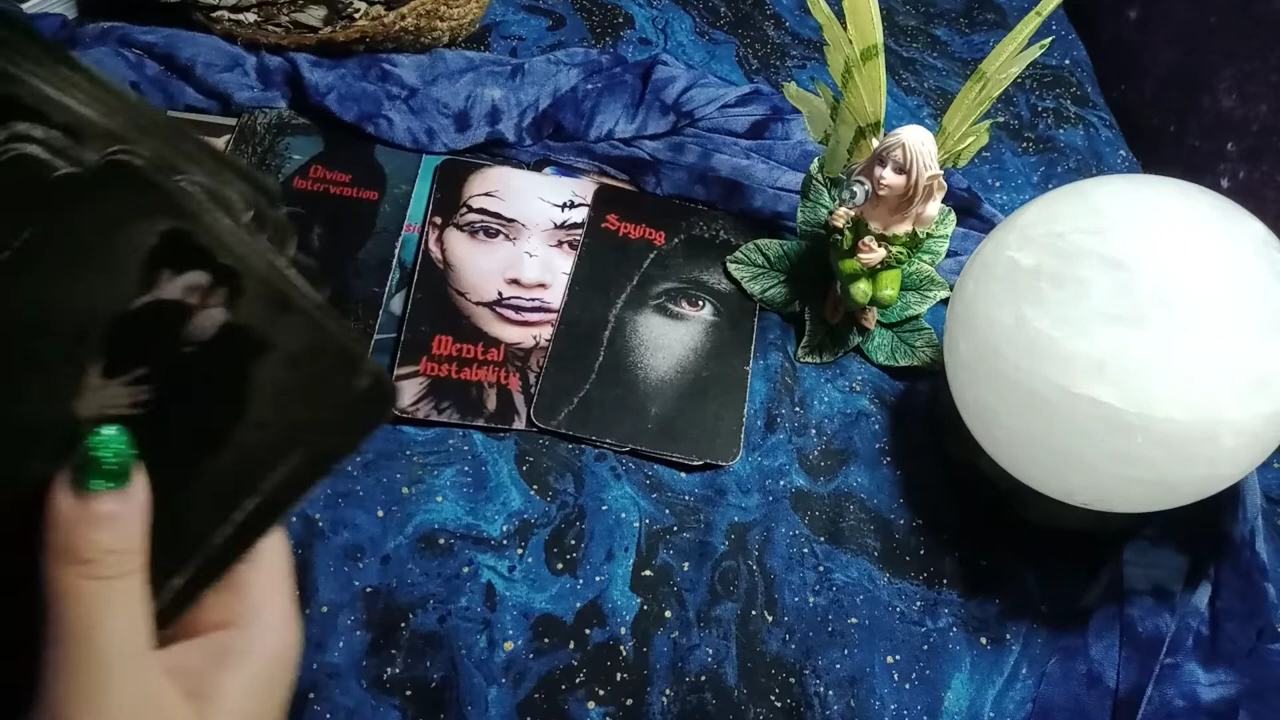 Divine
Intervention
Mental
Instability
Spying